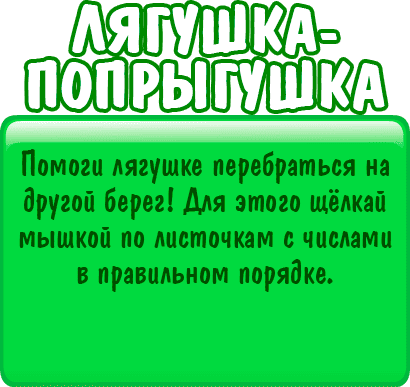 ЛЯГУШКА-
ПОПРЫГУШКА
Помоги лягушке перебраться на
другой берег! Для этого щёлкай
мышкой по листочкам с числами
в правильном порядке.